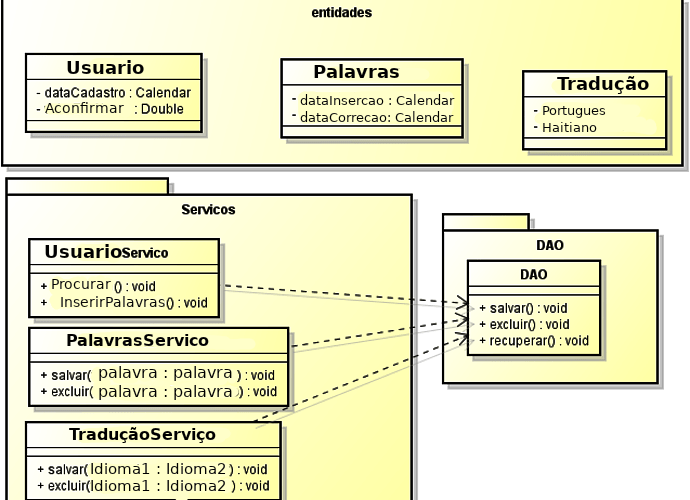 entidades
Usuario
- dataCadastro : Calendar
- Aconfirmar : Double
Palavras
- dataInsercao : Calendar
- dataCorrecao: Calendar
Tradução
- Portugues
- Haitiano
Servicos
UsuarioServico
+ Procurar () : void
+ InserirPalavras() : void
PalavrasServico
+ salvar( palavra : palavra ) : void
+ excluir( palavra : palavra ) : void
TraduçãoServiço
+ salvar(Idioma1 : Idioma2 ) : void
+ excluir(Idioma1 : Idioma2 ) : void
DAO
DAO
+ salvar() : void
+ excluir() : void
+ recuperar() : void